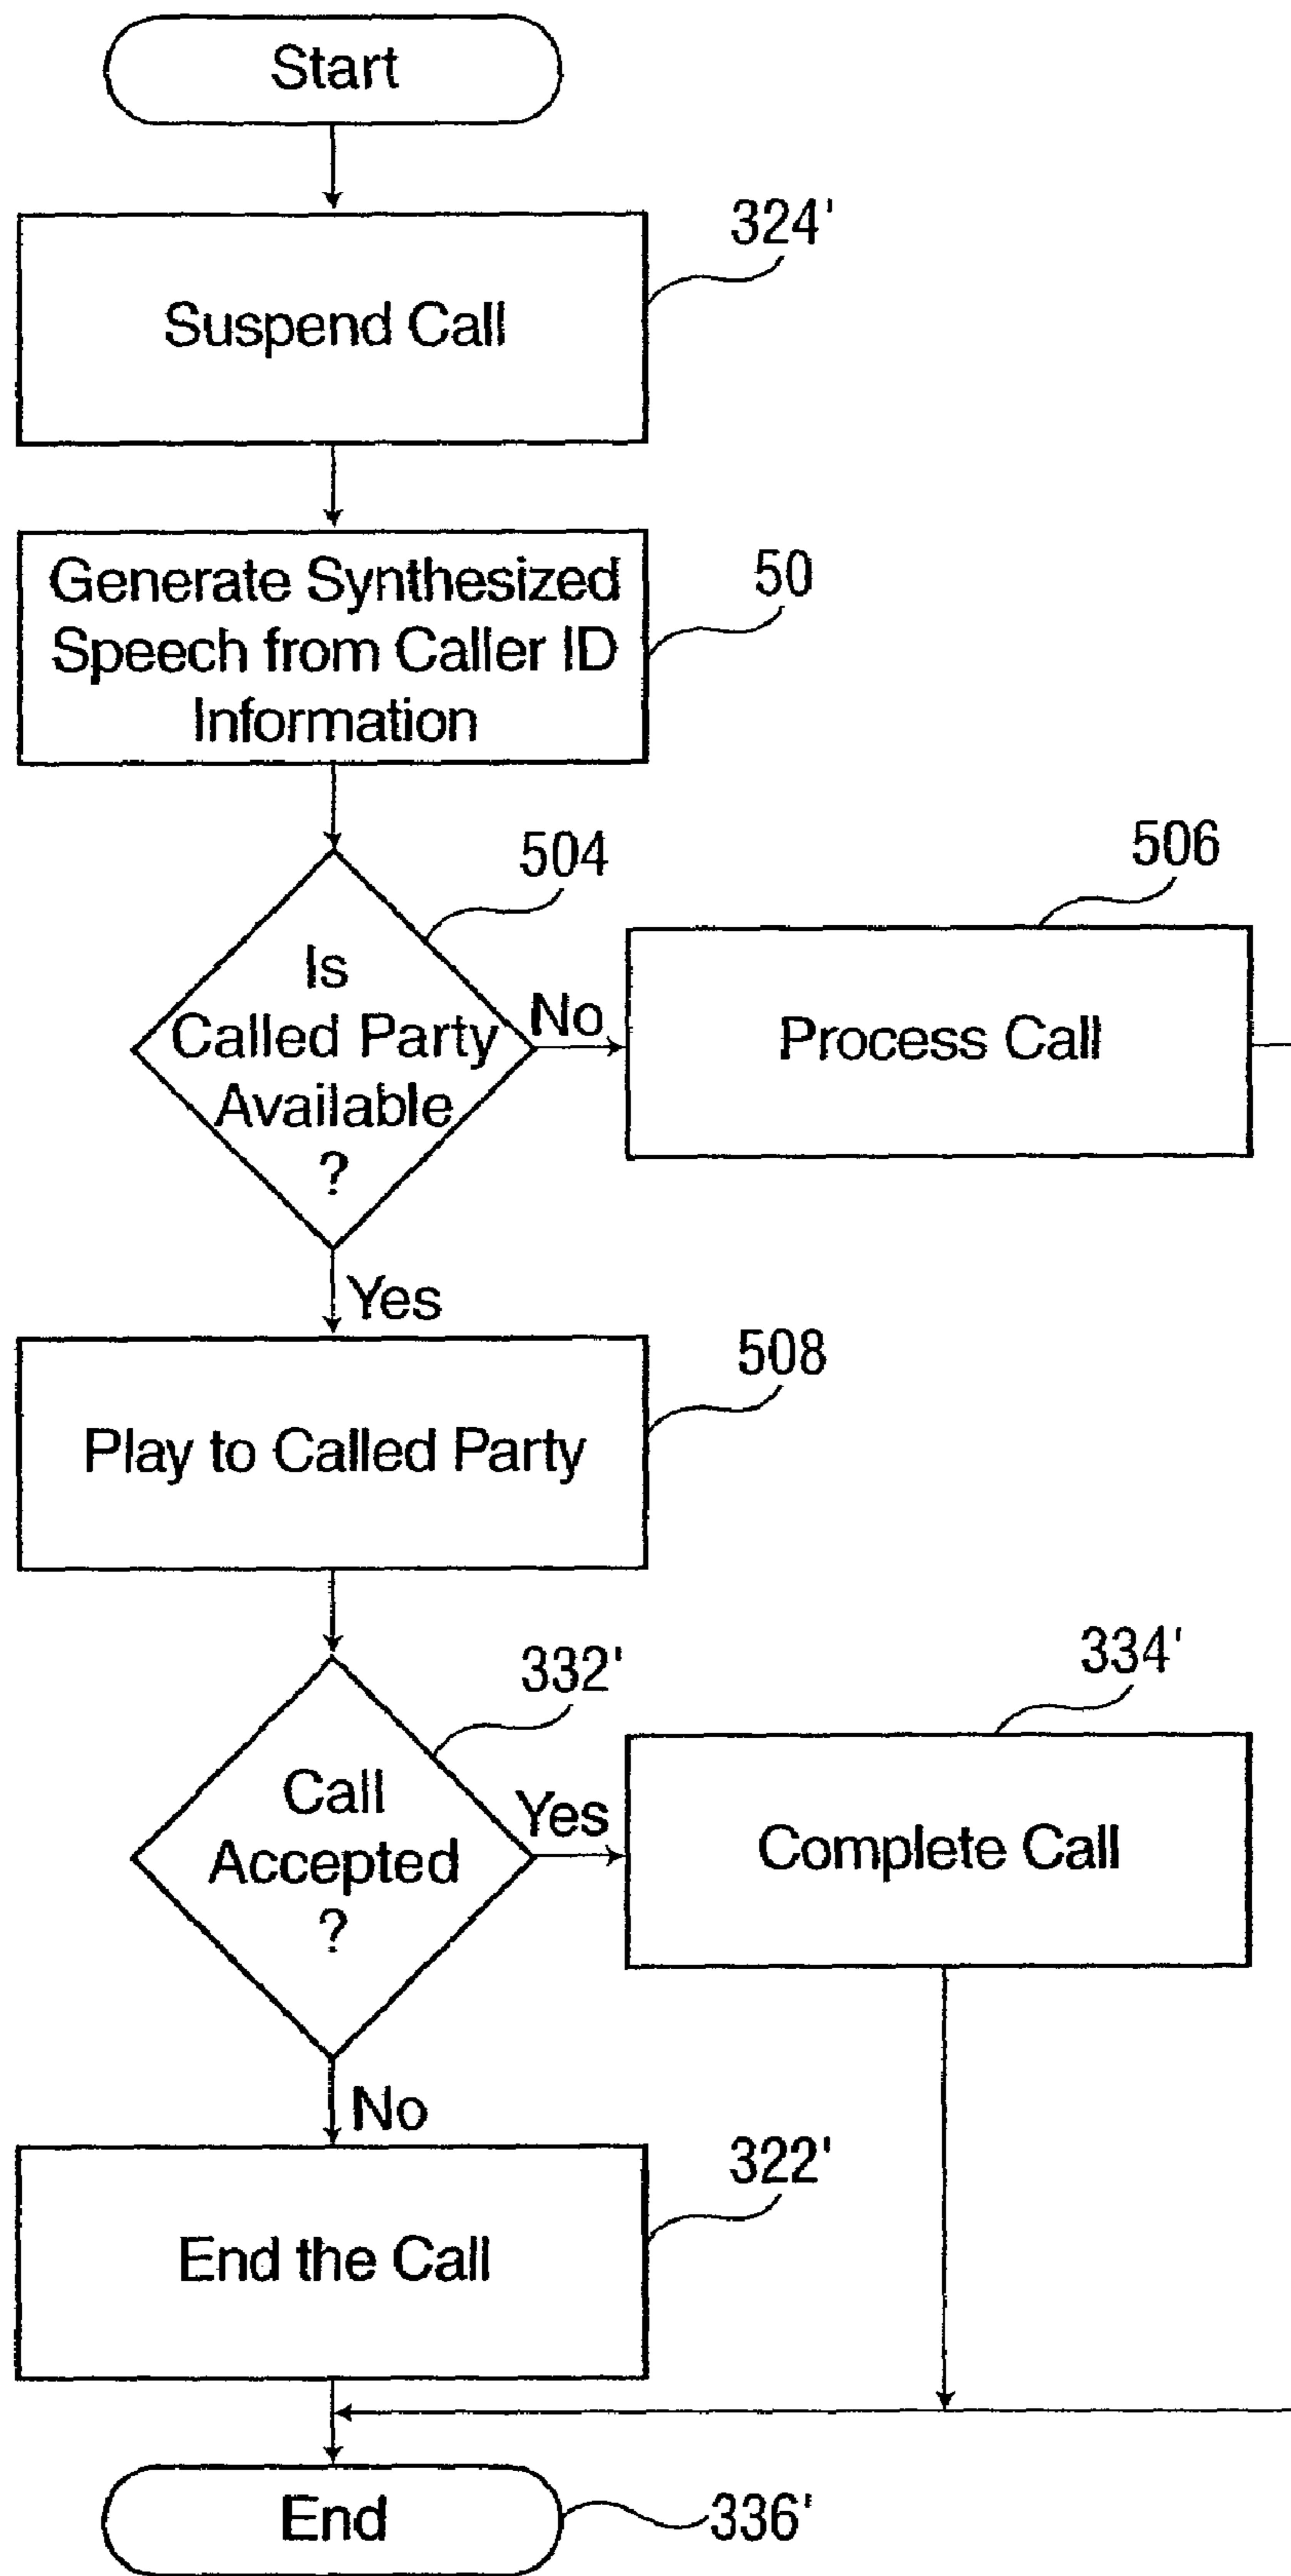 Start
324'
Suspend Call
50
Generate Synthesized
Speech from Caller ID
Information
504
Is
Called Party
Available
?
No
506
Process Call
Yes
508
Play to Called Party
332'
Call
Accepted
?
Yes
334'
Complete Call
No
322'
End the Call
End
336'